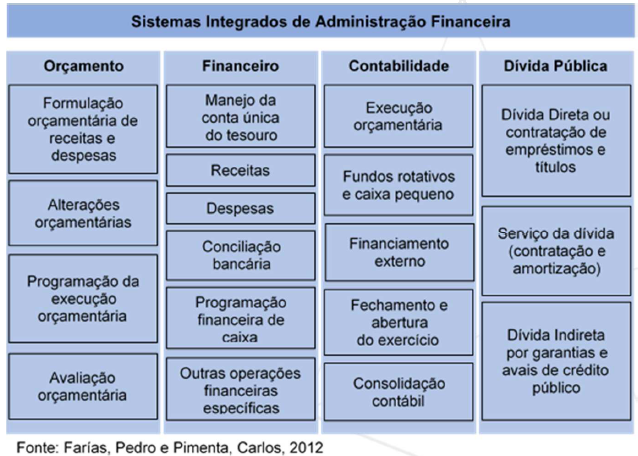 Sistemas Integrados de Administração Financeira
Orçamento
Formulação
orçamentária de
receitas e
despesas
Alterações
orçamentárias
Programação da
execução
orçamentária
Avaliação
orçamentária
Financeiro
Manejo da
conta única
do tesouro
Receitas
Despesas
Conciliação
bancária
Programação
financeira de
caixa
Outras operações
financeiras
específicas
Contabilidade
Execução
orçamentária
Fundos rotativos
e caixa pequeno
Financiamento
externo
Fechamento e
abertura
do exercício
Consolidação
contábil
Dívida Pública
Dívida Direta ou
contratação de
empréstimos e
títulos
Serviço da dívida
(contratação e
amortização)
Dívida Indireta
por garantias e
avais de crédito
público
Fonte: Farías, Pedro e Pimenta, Carlos, 2012